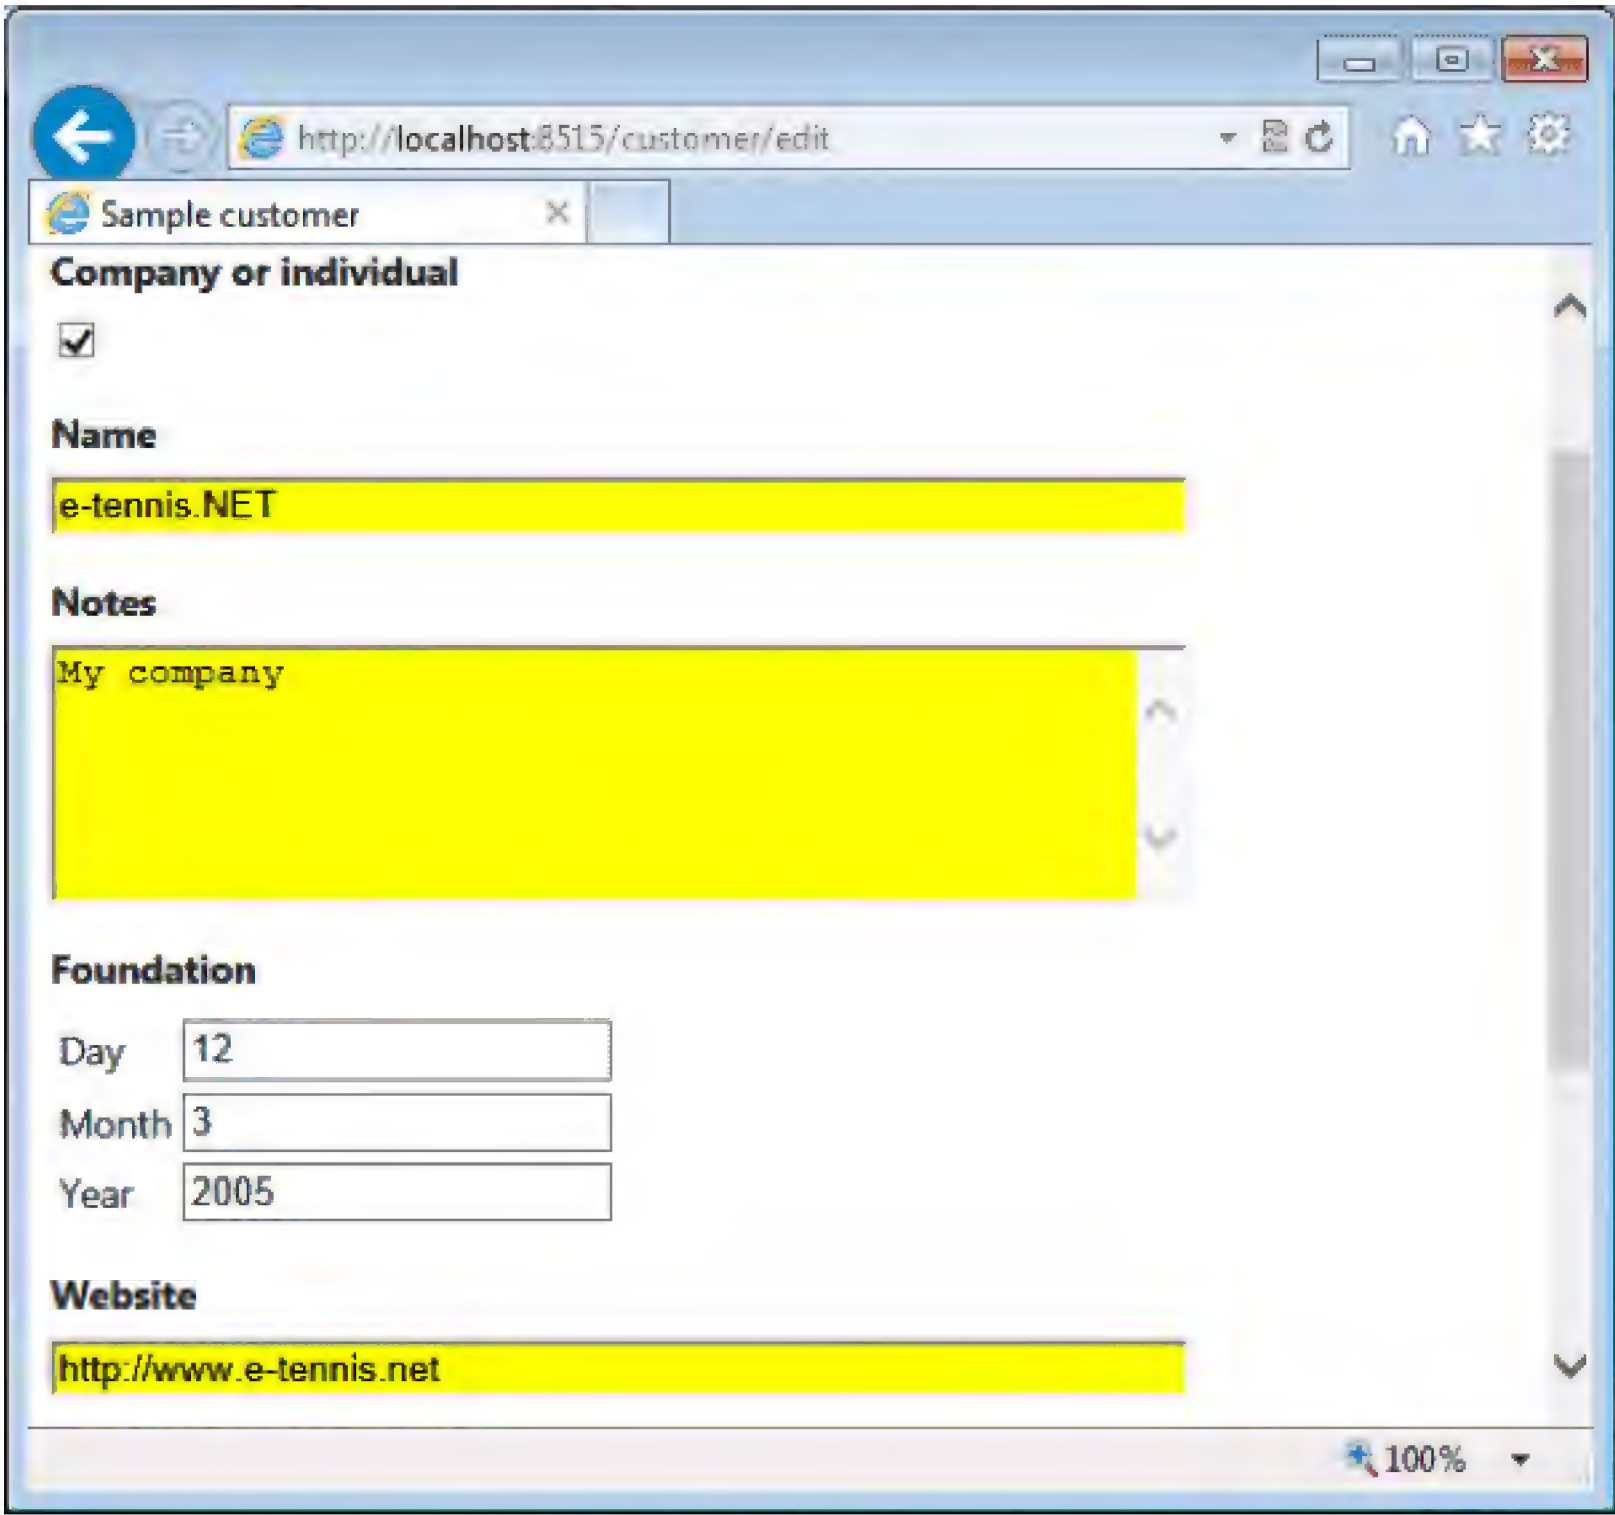 http://localhost:8515/customer/edit
Sample customer
Company or individual
Name
e-tennis.NET
Notes
My company
Foundation
Day 12
Month 3
Year 2005
Website
http://www.e-tennis.net
100%